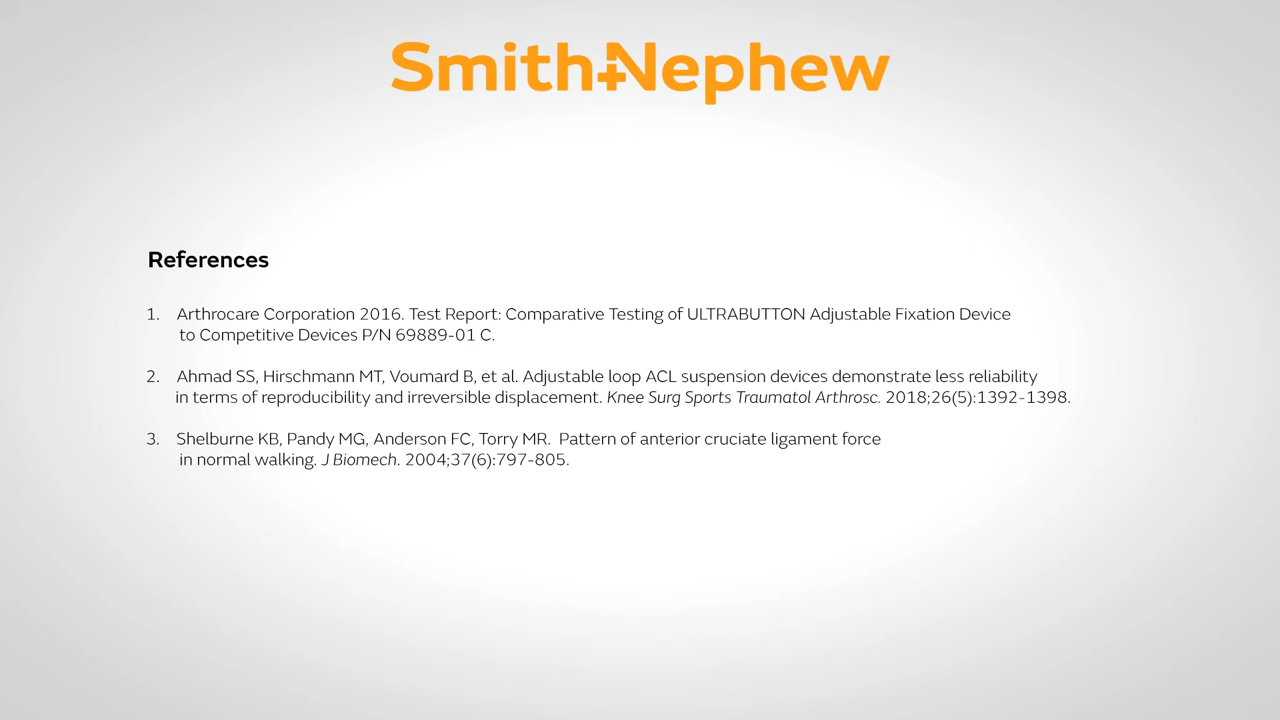 Smith+Nephew
References
1. Arthrocare Corporation 2016. Test Report: Comparative Testing of ULTRABUTTON Adjustable Fixation Device
to Competitive Devices P/N 69889-01 C.
2. Ahmad SS, Hirschmann MT, Voumard B, et al. Adjustable loop ACL suspension devices demonstrate less reliability
in terms of reproducibility and irreversible displacement. Knee Surg Sports Traumatol Arthrosc. 2018;26(5):1392-1398.
3. Shelburne KB, Pandy MG, Anderson FC, Torry MR. Pattern of anterior cruciate ligament force
in normal walking. J Biomech. 2004;37(6):797-805.